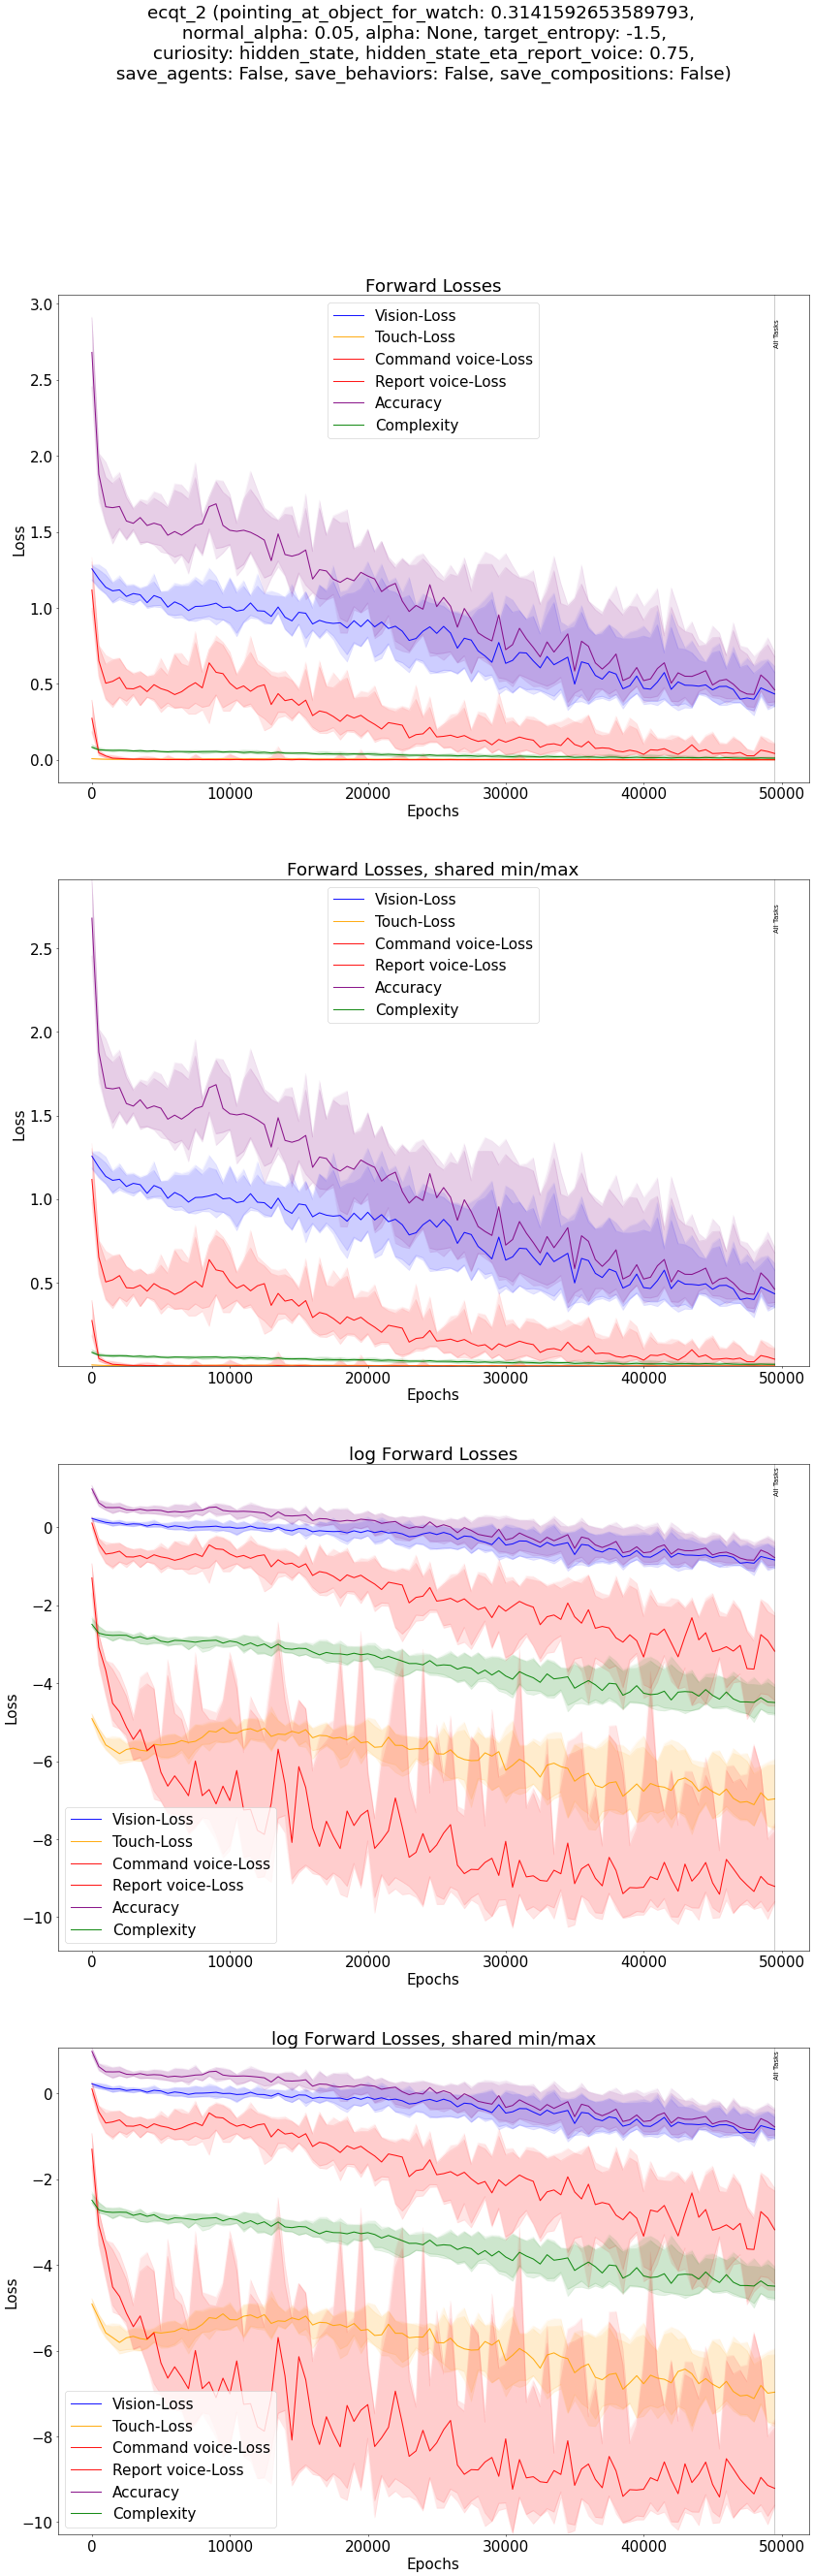 ecqt_2 (pointing_at_object_for_watch: 0.3141592653589793,
normal_alpha: 0.05, alpha: None, target_entropy: -1.5,
curiosity: hidden_state, hidden_state_eta_report_voice: 0.75,
save_agents: False, save_behaviors: False, save_compositions: False)
Forward Losses
Vision-Loss
Touch-Loss
Command voice-Loss
Report voice-Loss
Accuracy
Complexity
All Tasks
3.0
2.5
2.0
1.5
1.0
0.5
0.0
Loss
0 10000 20000 30000 40000 50000
Epochs
Forward Losses, shared min/max
Vision-Loss
Touch-Loss
Command voice-Loss
Report voice-Loss
Accuracy
Complexity
All Tasks
2.5
2.0
1.5
1.0
0.5
Loss
0 10000 20000 30000 40000 50000
Epochs
log Forward Losses
All Tasks
0
−2
−4
−6
−8
−10
Loss
Vision-Loss
Touch-Loss
Command voice-Loss
Report voice-Loss
Accuracy
Complexity
0 10000 20000 30000 40000 50000
Epochs
log Forward Losses, shared min/max
All Tasks
0
−2
−4
−6
−8
−10
Loss
Vision-Loss
Touch-Loss
Command voice-Loss
Report voice-Loss
Accuracy
Complexity
0 10000 20000 30000 40000 50000
Epochs